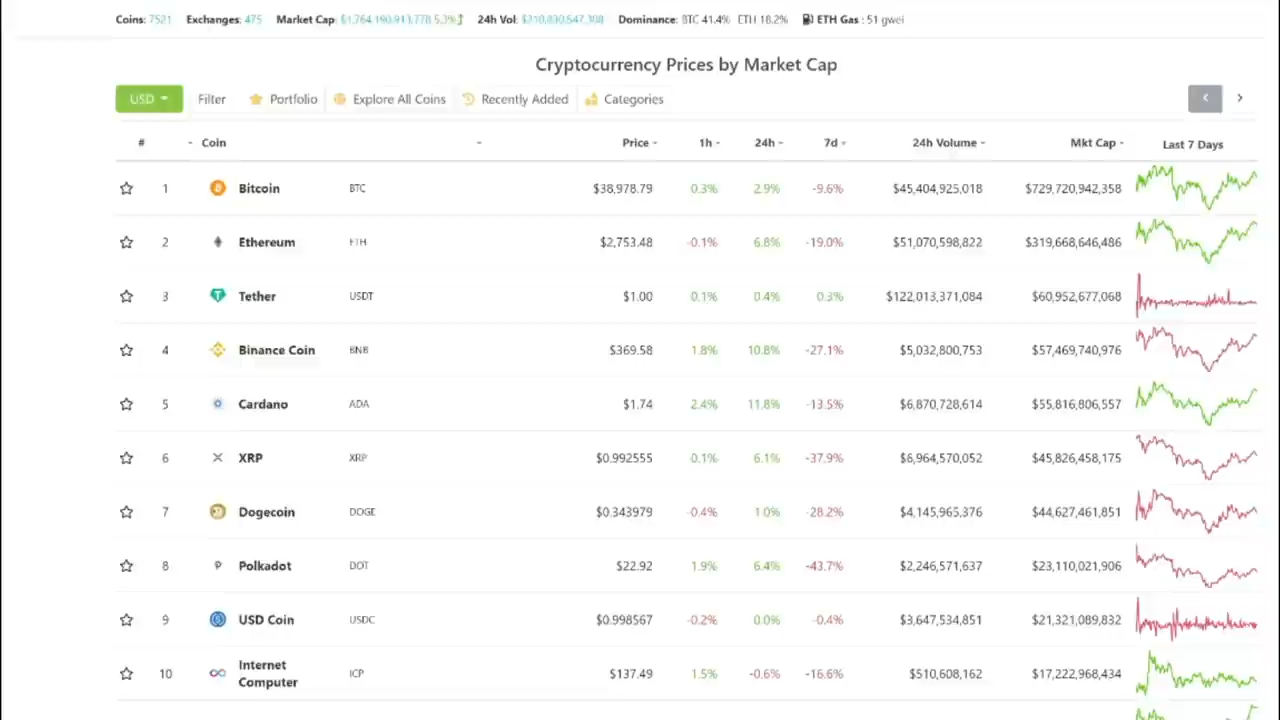 Coins: 7521 Exchanges: 475 Market Cap: $1,764,190,913,778 5.3% 24h Vol: Dominance: BTC 41.4% ETH 18.2% ETH Gas: 51 gwei
Cryptocurrency Prices by Market Cap
USD Filter Portfolio Explore All Coins Recently Added Categories
# Coin Price 1h 24h 7d 24h Volume Mkt Cap Last 7 Days
1 Bitcoin BTC $38,978.79 0.3% 2.9% -9.6% $45,404,925,018 $729,720,942,358
2 Ethereum ETH $2,753.48 -0.1% 6.8% -19.0% $51,070,598,822 $319,668,646,486
3 Tether USDT $1.00 0.1% 0.4% 0.3% $122,013,371,084 $60,952,677,068
4 Binance Coin BNB $369.58 1.8% 10.8% -27.1% $5,032,800,753 $57,469,740,976
5 Cardano ADA $1.74 2.4% 11.8% -13.5% $6,870,728,614 $55,816,806,557
6 XRP XRP $0.992555 0.1% 6.1% -37.9% $6,964,570,052 $45,826,458,175
7 Dogecoin DOGE $0.343979 -0.4% 1.0% -28.2% $4,145,965,376 $44,627,461,851
8 Polkadot DOT $22.92 1.9% 6.4% -43.7% $2,246,571,637 $23,110,021,906
9 USD Coin USDC $0.998567 -0.2% 0.0% -0.4% $3,647,534,851 $21,321,089,832
10 Internet Computer ICP $137.49 1.5% -0.6% -16.6% $510,608,162 $17,222,968,434